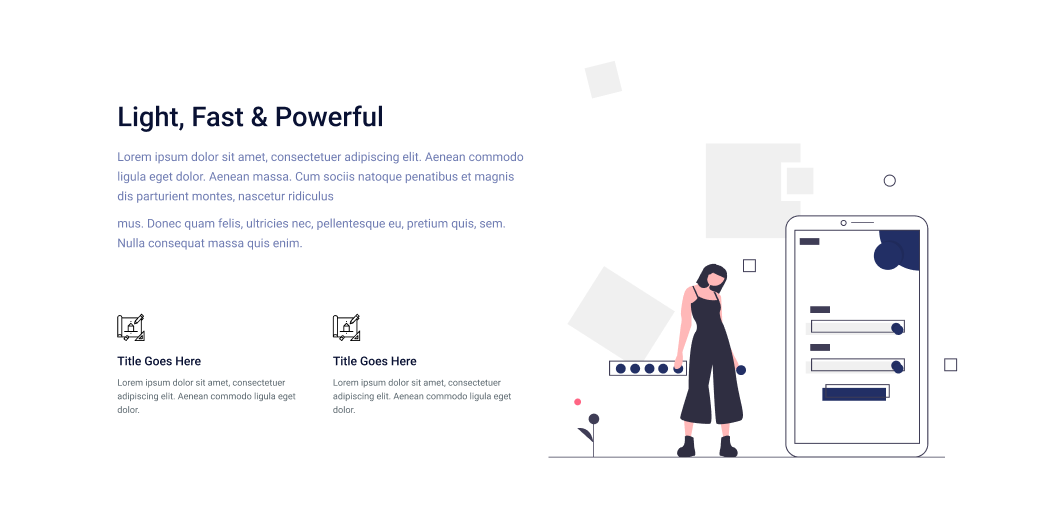 Light, Fast & Powerful
Lorem ipsum dolor sit amet, consectetuer adipiscing elit. Aenean commodo
ligula eget dolor. Aenean massa. Cum sociis natoque penatibus et magnis
dis parturient montes, nascetur ridiculus
mus. Donec quam felis, ultricies nec, pellentesque eu, pretium quis, sem.
Nulla consequat massa quis enim.
Title Goes Here
Lorem ipsum dolor sit amet, consectetuer
adipiscing elit. Aenean commodo ligula eget
dolor.
Title Goes Here
Lorem ipsum dolor sit amet, consectetuer
adipiscing elit. Aenean commodo ligula eget
dolor.